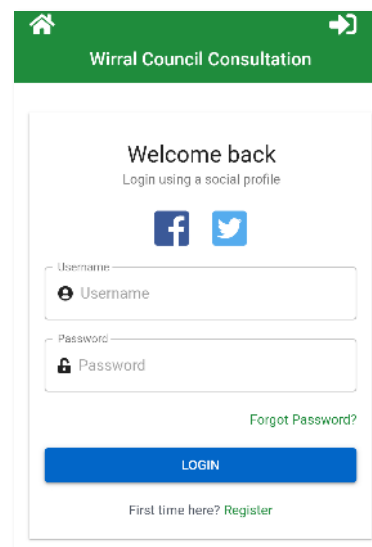 Wirral Council Consultation
Welcome back
Login using a social profile
Username
Username
Password
Password
Forgot Password?
LOGIN
First time here? Register